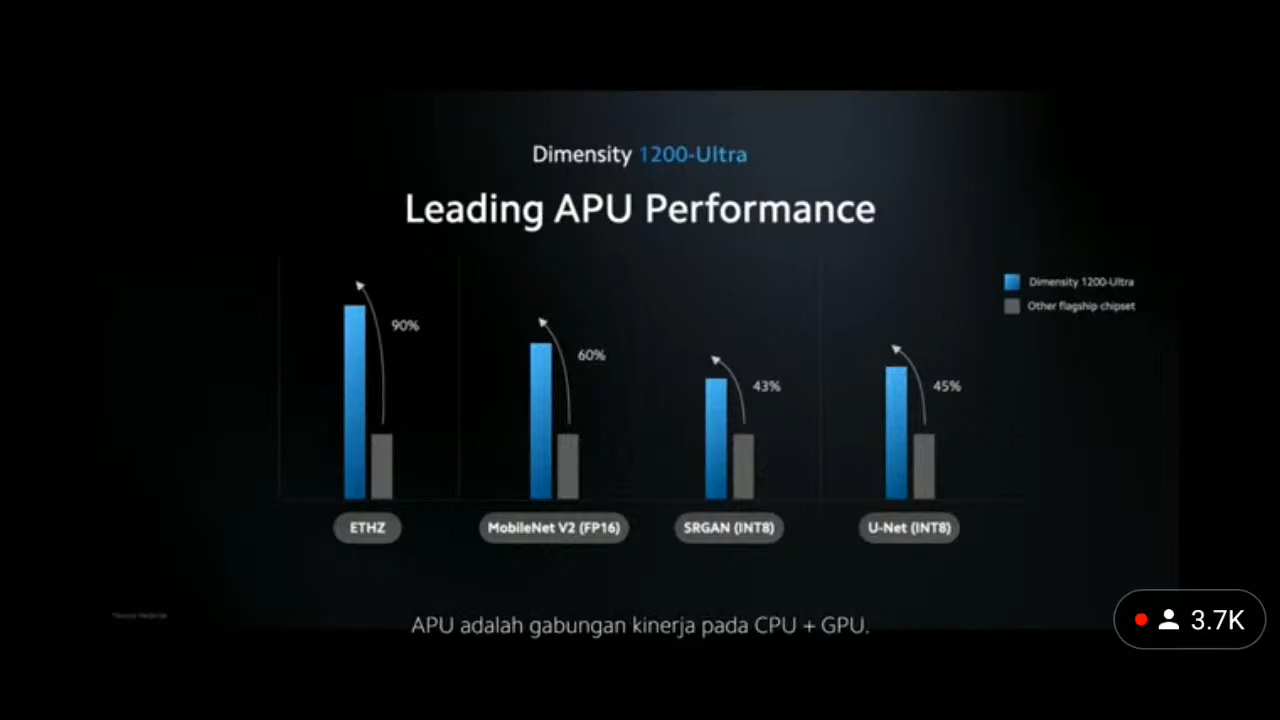 Dimensity 1200-Ultra
Leading APU Performance
Dimensity 1200-Ultra
Other flagship chipset
90%
60%
43%
45%
ETHZ
MobileNet V2 (FP16)
SRGAN (INT8)
U-Net (INT8)
APU adalah gabungan kinerja pada CPU + GPU.
3.7K